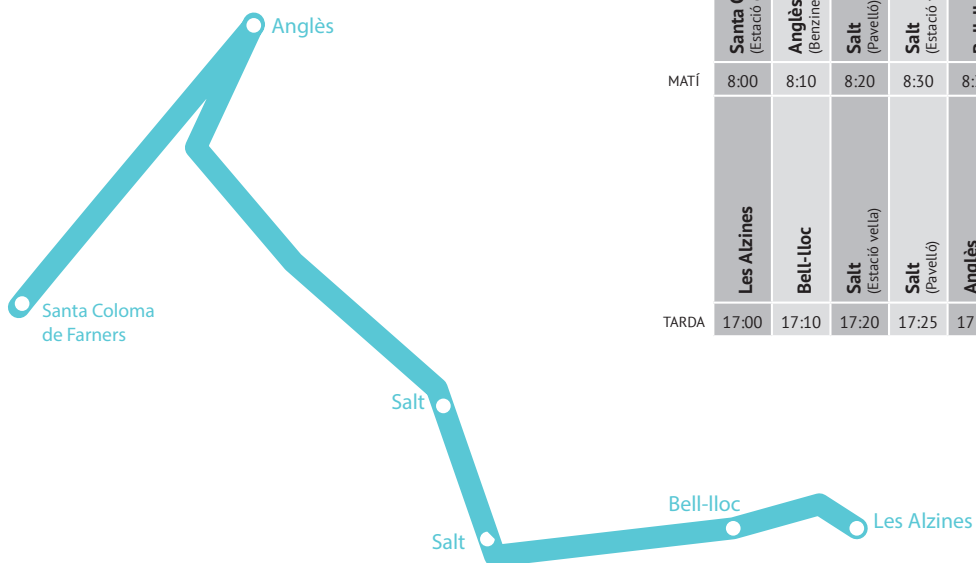 Anglès
Santa Coloma
de Farners
Salt
Salt
Bell-lloc
Les Alzines
Santa
(Estació
Anglès
Salt
(Pavelló)
Salt
(Estació
MATÍ 8:00 8:10 8:20 8:30
Les Alzines
Bell-lloc
Salt
(Estació vella)
Salt
(Pavelló)
Anglès
TARDA 17:00 17:10 17:20 17:25